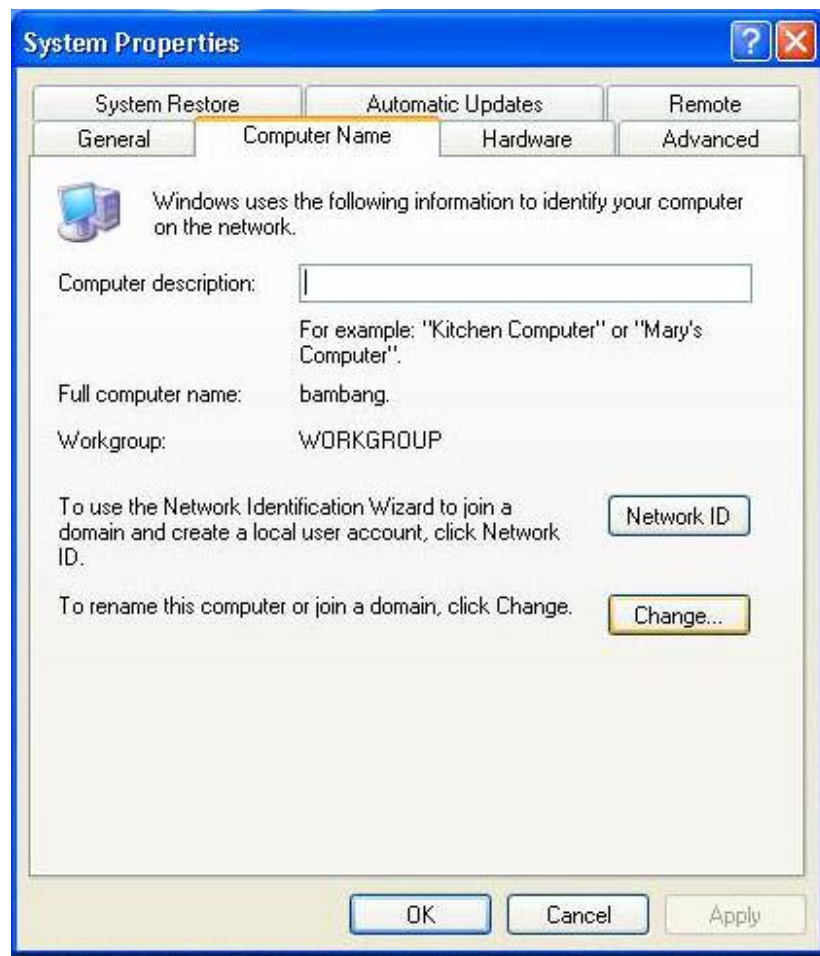 System Properties
System Restore Automatic Updates Remote
General Computer Name Hardware Advanced
Windows uses the following information to identify your computer
on the network.
Computer description:
For example: "Kitchen Computer" or "Mary's
Computer".
Full computer name: bambang.
Workgroup: WORKGROUP
To use the Network Identification Wizard to join a
domain and create a local user account, click Network
ID.
Network ID
To rename this computer or join a domain, click Change.
Change...
OK Cancel Apply